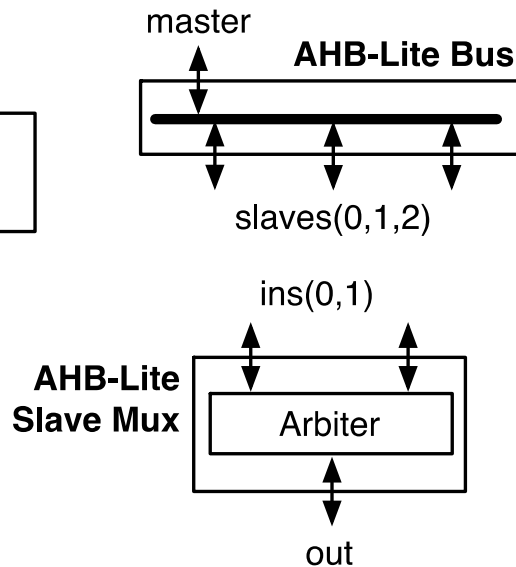 master
AHB-Lite Bus
slaves(0,1,2)
ins(0,1)
AHB-Lite
Slave Mux
Arbiter
out